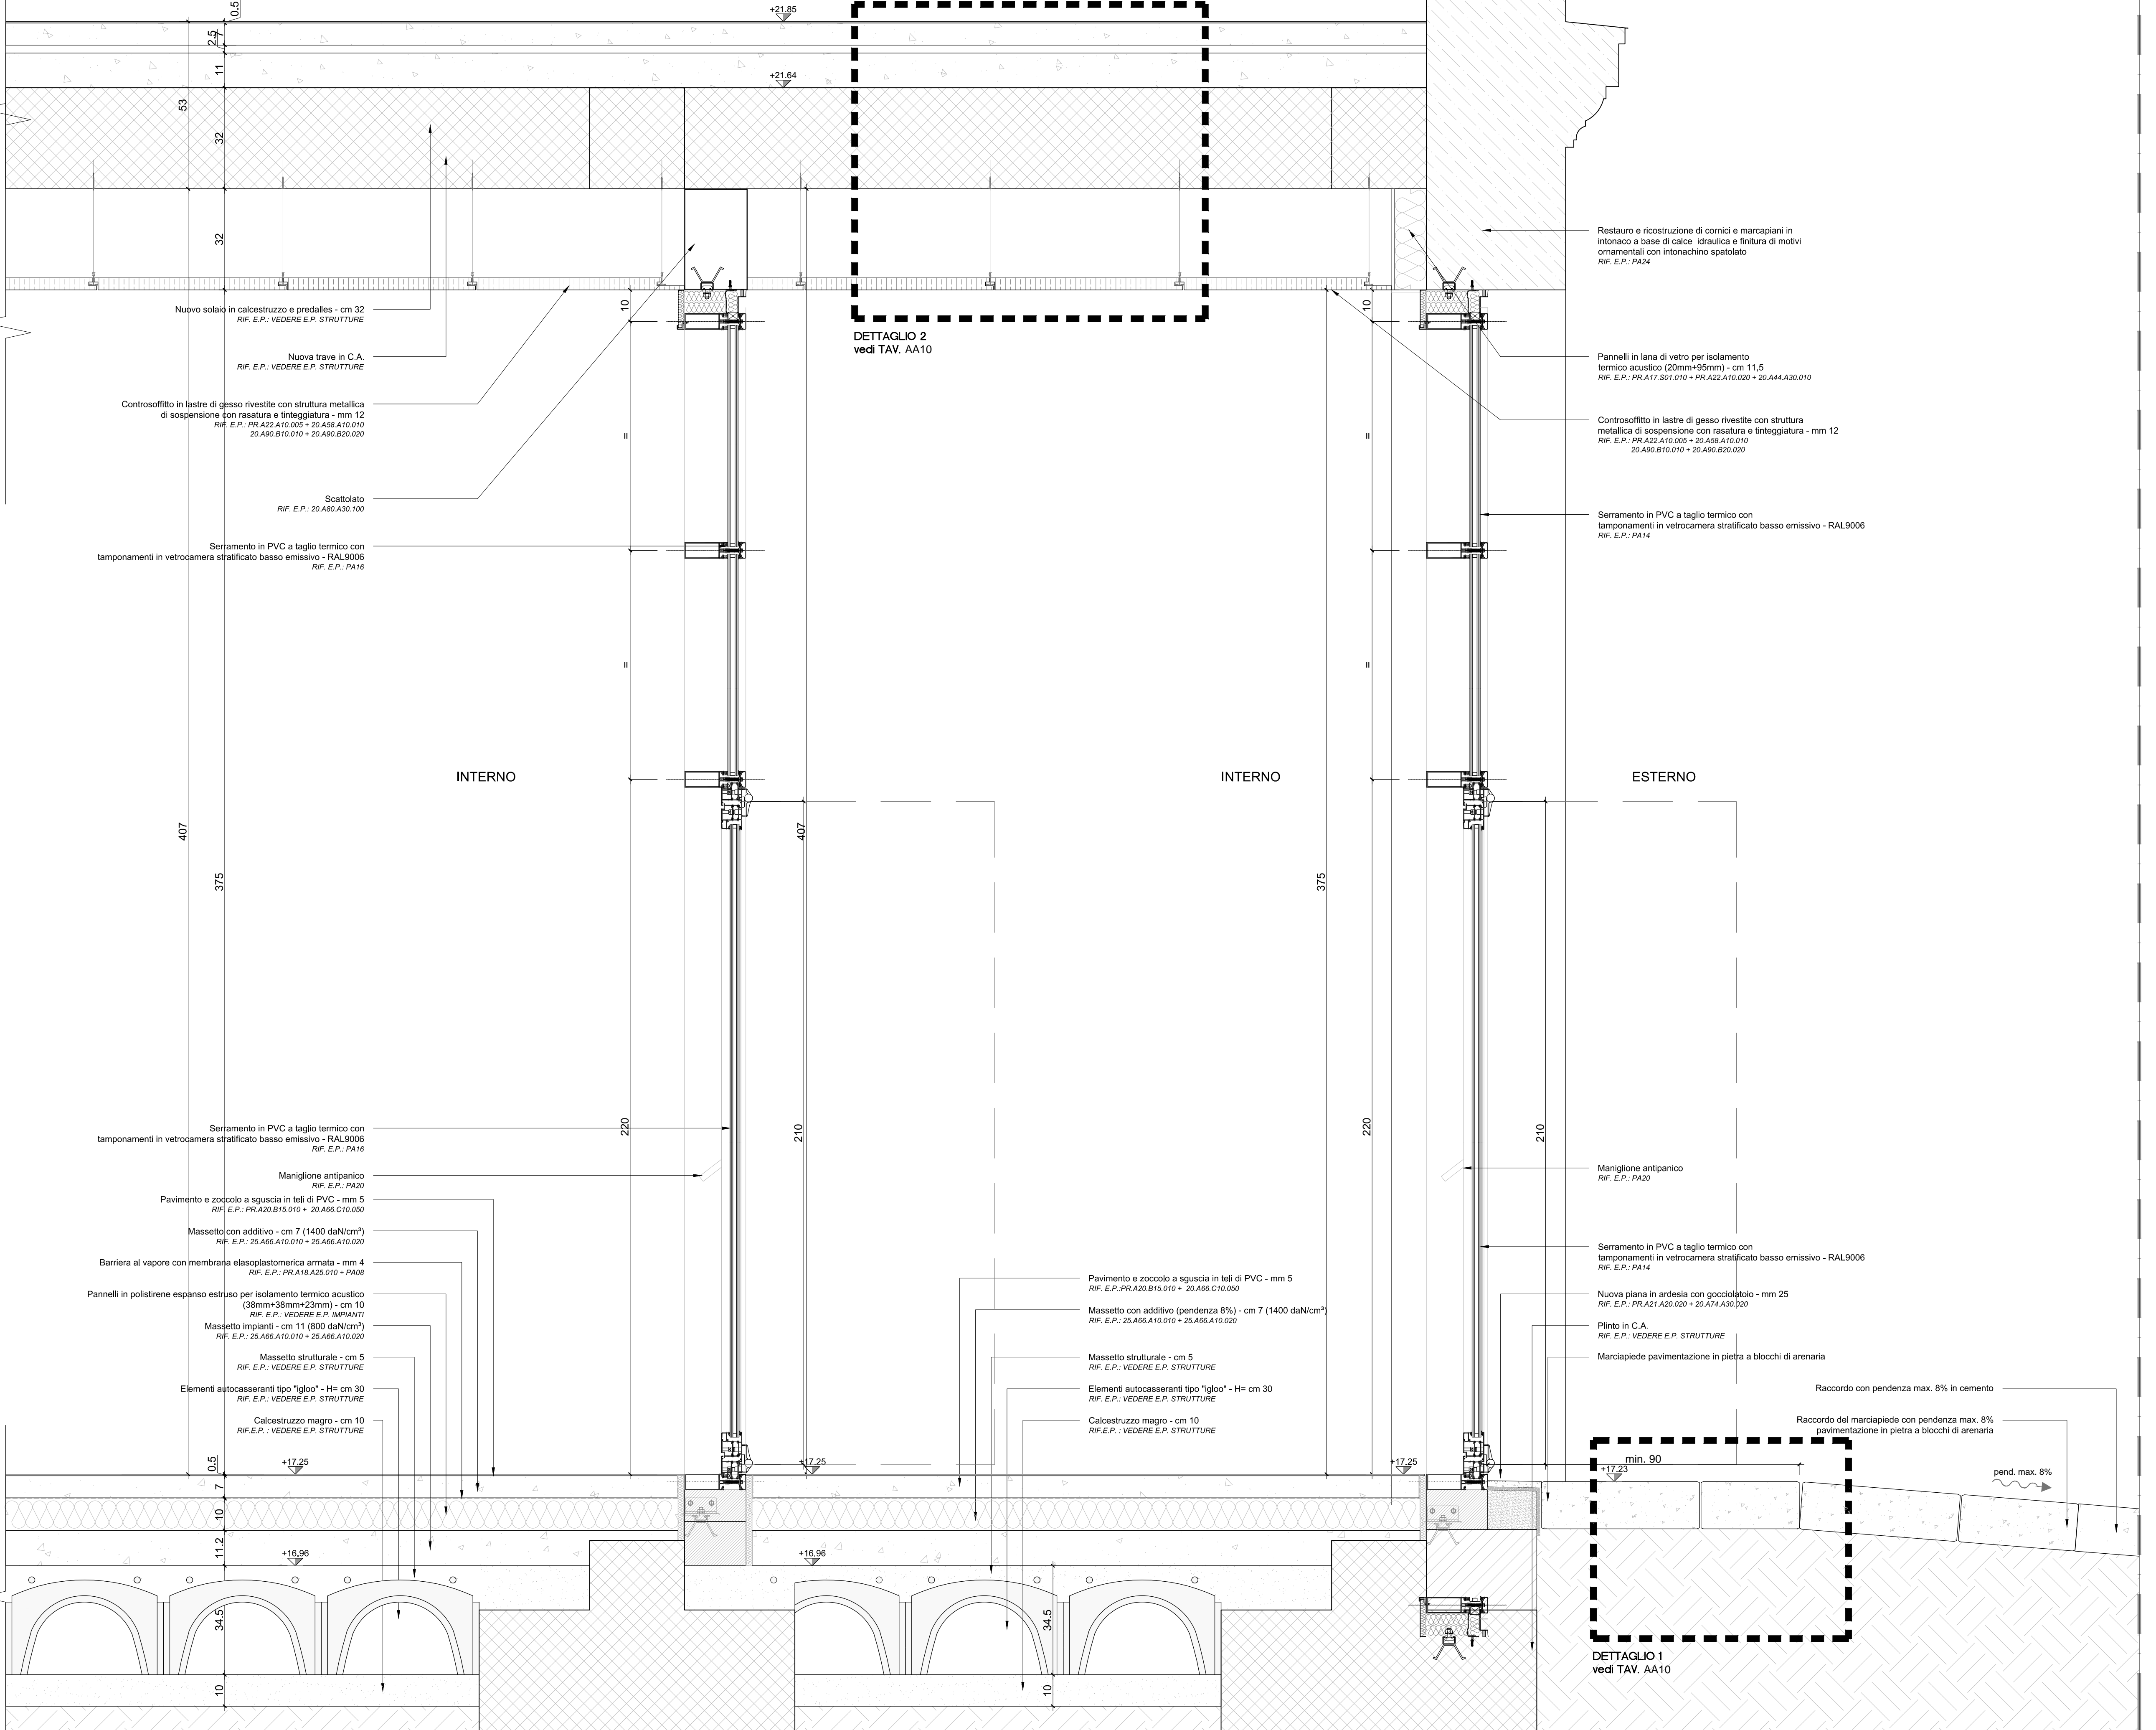 0.5
+21.85
2.5
7
11
+21.64
53
32
32
Nuovo solaio in calcestruzzo e predalles - cm 32
RIF. E.P.: VEDERE E.P. STRUTTURE
Nuova trave in C.A.
RIF. E.P.: VEDERE E.P. STRUTTURE
Controsoffitto in lastre di gesso rivestite con struttura metallica
di sospensione con rasatura e tinteggiatura - mm 12
RIF. E.P.: PR.A22.A10.005 + 20.A58.A10.010
20.A90.B10.010 + 20.A90.B20.020
Scattolato
RIF. E.P.: 20.A80.A30.100
Serramento in PVC a taglio termico con
tamponamenti in vetrocamera stratificato basso emissivo - RAL9006
RIF. E.P.: PA16
10
=
=
DETTAGLIO 2
vedi TAV. AA10
10
=
=
Restauro e ricostruzione di cornici e marcapiani in
intonaco a base di calce idraulica e finitura di motivi
ornamentali con intonachino spatolato
RIF. E.P.: PA24
Pannelli in lana di vetro per isolamento
termico acustico (20mm+95mm) - cm 11,5
RIF. E.P.: PR.A17.S01.010 + PR.A22.A10.020 + 20.A44.A30.010
Controsoffitto in lastre di gesso rivestite con struttura
metallica di sospensione con rasatura e tinteggiatura - mm 12
RIF. E.P.: PR.A22.A10.005 + 20.A58.A10.010
20.A90.B10.010 + 20.A90.B20.020
Serramento in PVC a taglio termico con
tamponamenti in vetrocamera stratificato basso emissivo - RAL9006
RIF. E.P.: PA14
INTERNO
INTERNO
ESTERNO
407
375
407
375
220
210
220
210
Serramento in PVC a taglio termico con
tamponamenti in vetrocamera stratificato basso emissivo - RAL9006
RIF. E.P.: PA16
Maniglione antipanico
RIF. E.P.: PA20
Pavimento e zoccolo a sguscia in teli di PVC - mm 5
RIF. E.P.: PR.A20.B15.010 + 20.A66.C10.050
Massetto con additivo - cm 7 (1400 daN/cm³)
RIF. E.P.: 25.A66.A10.010 + 25.A66.A10.020
Barriera al vapore con membrana elasoplastomerica armata - mm 4
RIF. E.P.: PR.A18.A25.010 + PA08
Pannelli in polistirene espanso estruso per isolamento termico acustico
(38mm+38mm+23mm) - cm 10
RIF. E.P.: VEDERE E.P. IMPIANTI
Massetto impianti - cm 11 (800 daN/cm³)
RIF. E.P.: 25.A66.A10.010 + 25.A66.A10.020
Massetto strutturale - cm 5
RIF. E.P.: VEDERE E.P. STRUTTURE
Elementi autocasseranti tipo "igloo" - H= cm 30
RIF. E.P.: VEDERE E.P. STRUTTURE
Calcestruzzo magro - cm 10
RIF.E.P. : VEDERE E.P. STRUTTURE
Pavimento e zoccolo a sguscia in teli di PVC - mm 5
RIF. E.P.:PR.A20.B15.010 + 20.A66.C10.050
Massetto con additivo (pendenza 8%) - cm 7 (1400 daN/cm³)
RIF. E.P.: 25.A66.A10.010 + 25.A66.A10.020
Massetto strutturale - cm 5
RIF. E.P.: VEDERE E.P. STRUTTURE
Elementi autocasseranti tipo "igloo" - H= cm 30
RIF. E.P.: VEDERE E.P. STRUTTURE
Calcestruzzo magro - cm 10
RIF.E.P. : VEDERE E.P. STRUTTURE
Maniglione antipanico
RIF. E.P.: PA20
Serramento in PVC a taglio termico con
tamponamenti in vetrocamera stratificato basso emissivo - RAL9006
RIF. E.P.: PA14
Nuova piana in ardesia con gocciolatoio - mm 25
RIF. E.P.: PR.A21.A20.020 + 20.A74.A30.020
Plinto in C.A.
RIF. E.P.: VEDERE E.P. STRUTTURE
Marciapiede pavimentazione in pietra a blocchi di arenaria
Raccordo con pendenza max. 8% in cemento
Raccordo del marciapiede con pendenza max. 8%
pavimentazione in pietra a blocchi di arenaria
0.5
+17.25
+17.25
+17.25
min. 90
+17.23
pend. max. 8%
7
10
11.2
+16.96
+16.96
34.5
34.5
10
10
DETTAGLIO 1
vedi TAV. AA10